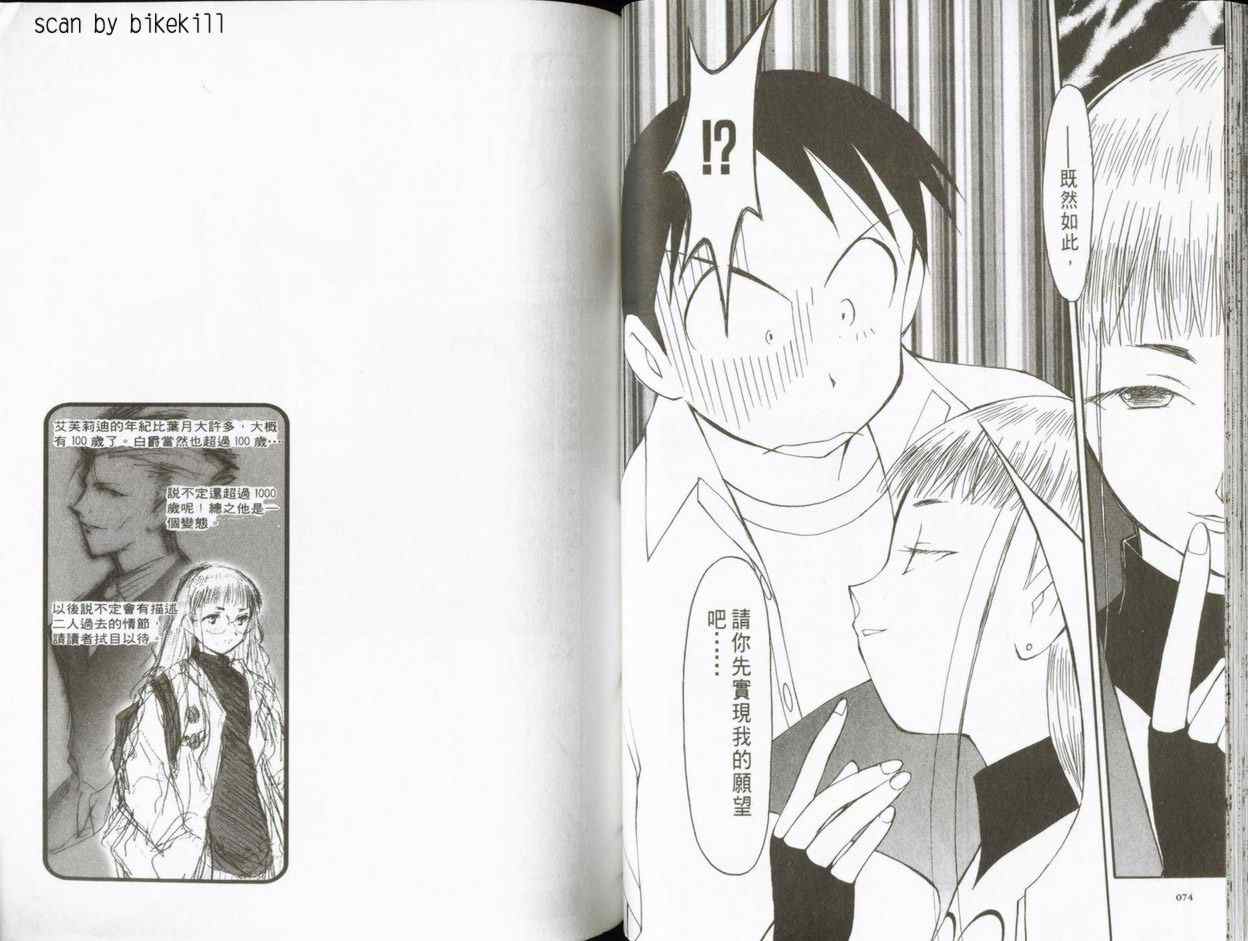 scan by bikekill
——既然如此，
!?
請你先實現我的願望
吧……
074
艾芙莉迪的年紀比葉月大許多，大概
有100歲了。白爵當然也超過100歲…
說不定還超過1000
歲呢！總之他是一
個變態。
以後說不定會有描述
二人過去的情節，
請讀者拭目以待。